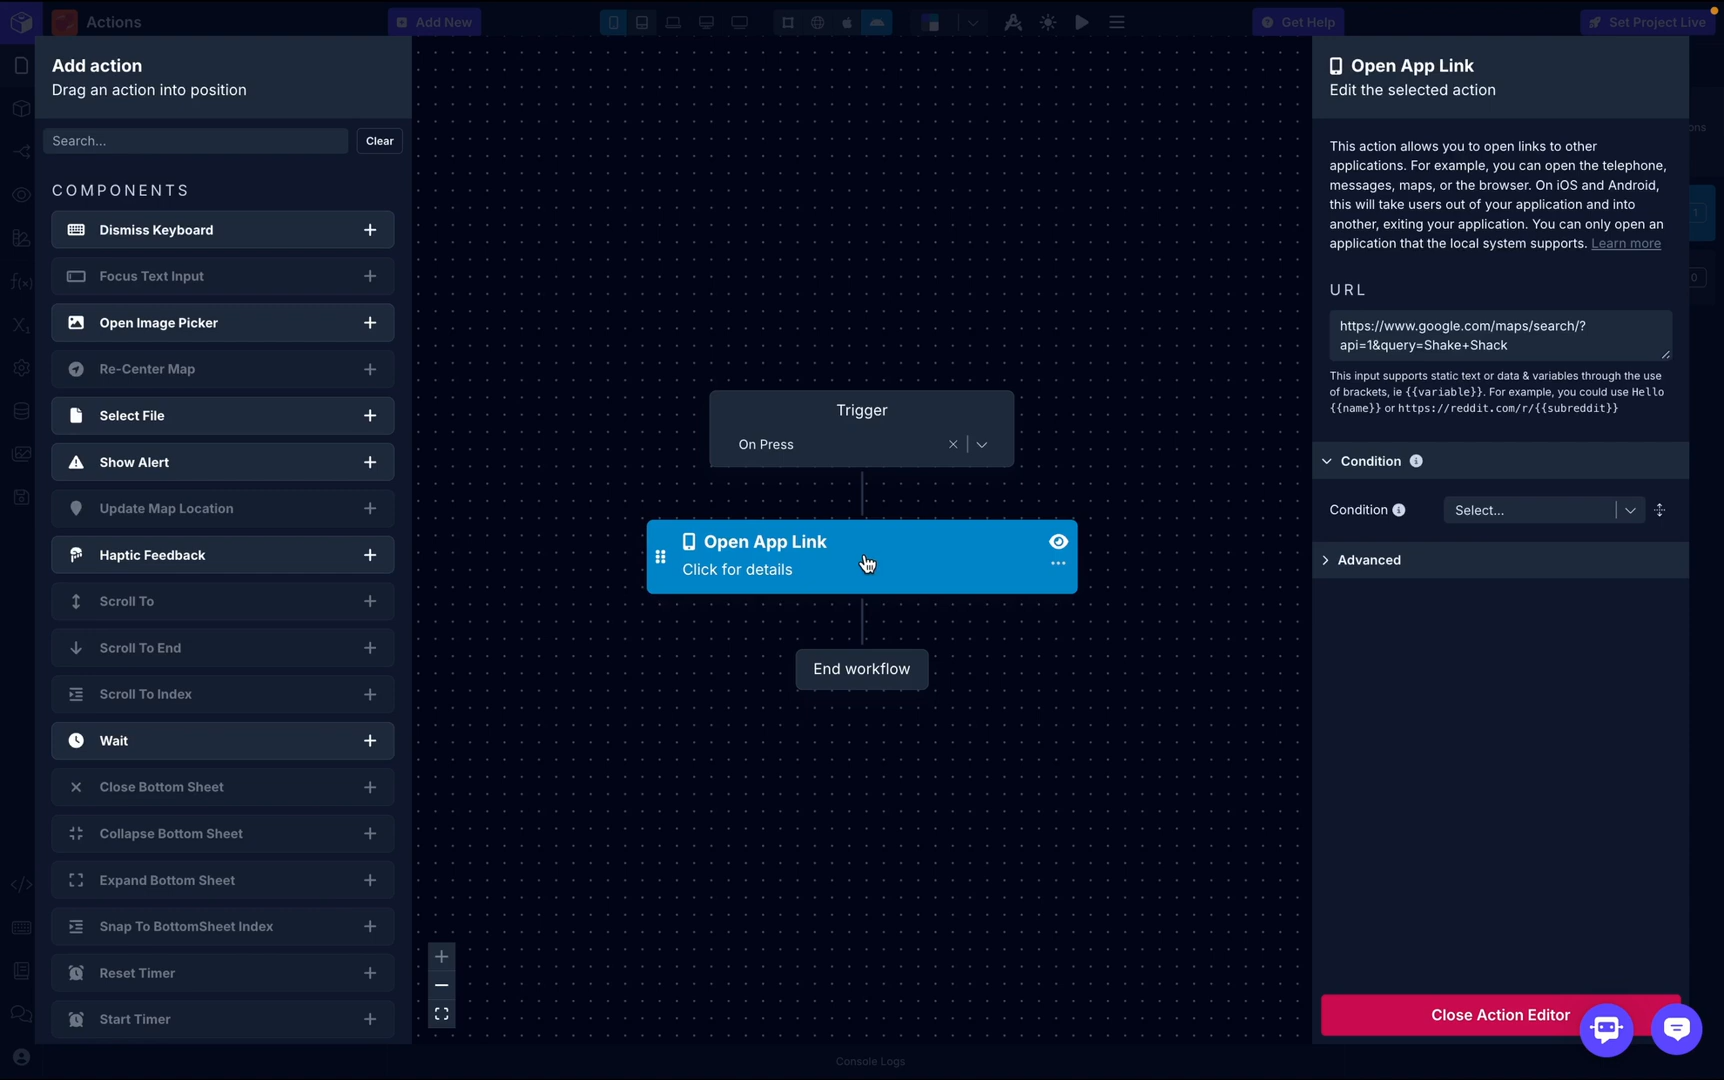 Actions
Add New
Get Help
Set Project Live
Add action
Drag an action into position
Search...
Clear
COMPONENTS
Dismiss Keyboard
Focus Text Input
Open Image Picker
Re-Center Map
Select File
Show Alert
Update Map Location
Haptic Feedback
Scroll To
Scroll To End
Scroll To Index
Wait
Close Bottom Sheet
Collapse Bottom Sheet
Expand Bottom Sheet
Snap To BottomSheet Index
Reset Timer
Start Timer
Trigger
On Press
Open App Link
Click for details
End workflow
Console Logs
Open App Link
Edit the selected action
This action allows you to open links to other
applications. For example, you can open the telephone,
messages, maps, or the browser. On iOS and Android,
this will take users out of your application and into
another, exiting your application. You can only open an
application that the local system supports. Learn more
URL
https://www.google.com/maps/search/?
api=1&query=Shake+Shack
This input supports static text or data & variables through the use
of brackets, ie {{variable}}. For example, you could use Hello
{{name}} or https://reddit.com/r/{{subreddit}}
Condition
Condition
Select...
Advanced
Close Action Editor
ons
1
0